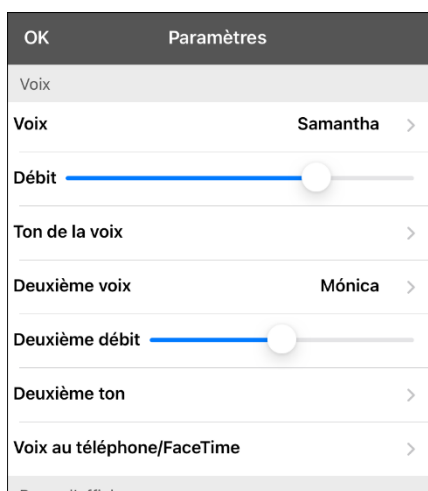 OK Paramètres
Voix
Voix Samantha
Débit
Ton de la voix
Deuxième voix Mónica
Deuxième débit
Deuxième ton
Voix au téléphone/FaceTime